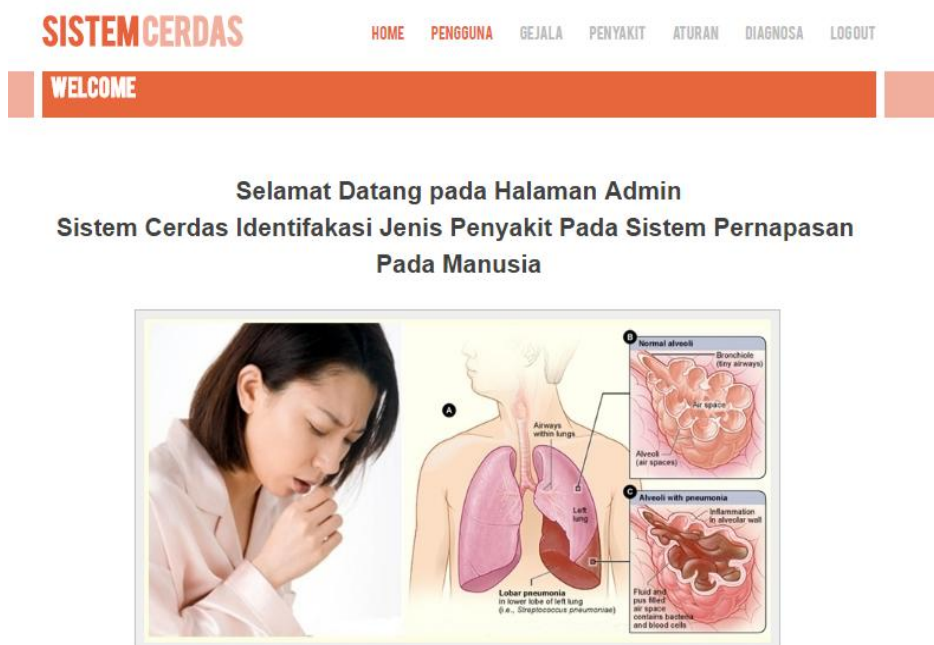 SISTEMCERDAS
HOME PENGGUNA GEJALA PENYAKIT ATURAN DIAGNOSA LOGOUT
WELCOME
Selamat Datang pada Halaman Admin
Sistem Cerdas Identifakasi Jenis Penyakit Pada Sistem Pernapasan
Pada Manusia
A
Airways
within lungs
Left
lung
Lobar pneumonia
in lower lobe of left lung
(i.e., Streptococcus pneumoniae)
B
Normal alveoli
Bronchiole
(tiny airways)
Air space
Alveoli
(air spaces)
C
Alveoli with pneumonia
Inflammation
in alveolar wall
Fluid and
pus filled
air space
contains bacteria
and blood cells